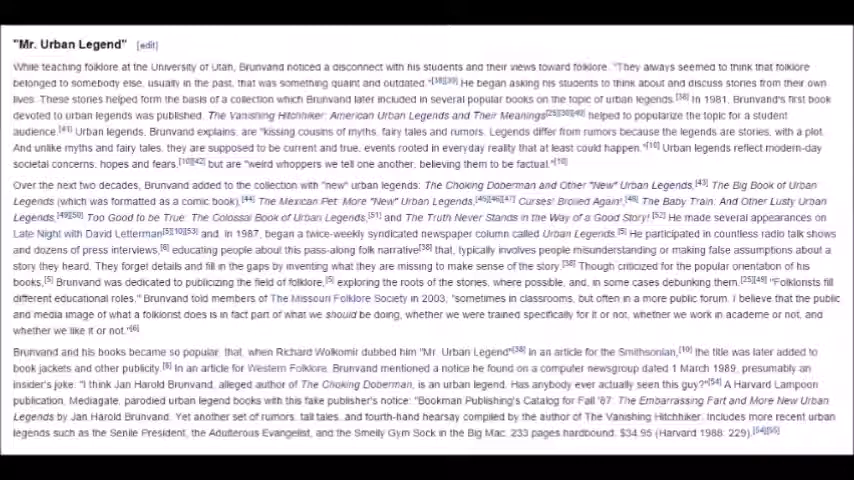 "Mr. Urban Legend" [edit]
While teaching folklore at the University of Utah, Brunvand noticed a disconnect with his students and their views toward folklore. "They always seemed to think that folklore
belonged to somebody else, usually in the past, that was something quaint and outdated."[38][39] He began asking his students to think about and discuss stories from their own
lives. These stories helped form the basis of a collection which Brunvand later included in several popular books on the topic of urban legends.[38] In 1981, Brunvand's first book
devoted to urban legends was published. The Vanishing Hitchhiker: American Urban Legends and Their Meanings[25][30][40] helped to popularize the topic for a student
audience.[41] Urban legends, Brunvand explains, are "kissing cousins of myths, fairy tales and rumors. Legends differ from rumors because the legends are stories, with a plot.
And unlike myths and fairy tales, they are supposed to be current and true, events rooted in everyday reality that at least could happen."[10] Urban legends reflect modern-day
societal concerns, hopes and fears,[10][42] but are "weird whoppers we tell one another, believing them to be factual."[10]
Over the next two decades, Brunvand added to the collection with "new" urban legends: The Choking Doberman and Other "New" Urban Legends,[43] The Big Book of Urban
Legends (which was formatted as a comic book),[44] The Mexican Pet: More "New" Urban Legends,[45][46][47] Curses! Broiled Again!,[48] The Baby Train: And Other Lusty Urban
Legends,[49][50] Too Good to be True: The Colossal Book of Urban Legends,[51] and The Truth Never Stands in the Way of a Good Story! [52] He made several appearances on
Late Night with David Letterman[5][10][53] and, in 1987, began a twice-weekly syndicated newspaper column called Urban Legends.[5] He participated in countless radio talk shows
and dozens of press interviews,[6] educating people about this pass-along folk narrative[38] that, typically involves people misunderstanding or making false assumptions about a
story they heard. They forget details and fill in the gaps by inventing what they are missing to make sense of the story.[38] Though criticized for the popular orientation of his
books,[5] Brunvand was dedicated to publicizing the field of folklore,[5] exploring the roots of the stories, where possible, and, in some cases debunking them.[25][49] "Folklorists fill
different educational roles," Brunvand told members of The Missouri Folklore Society in 2003, "sometimes in classrooms, but often in a more public forum. I believe that the public
and media image of what a folklorist does is in fact part of what we should be doing, whether we were trained specifically for it or not, whether we work in academe or not, and
whether we like it or not."[6]
Brunvand and his books became so popular, that, when Richard Wolkomir dubbed him "Mr. Urban Legend"[38] in an article for the Smithsonian,[10] the title was later added to
book jackets and other publicity.[5] In an article for Western Folklore, Brunvand mentioned a notice he found on a computer newsgroup dated 1 March 1989, presumably an
insider's joke: "I think Jan Harold Brunvand, alleged author of The Choking Doberman, is an urban legend. Has anybody ever actually seen this guy?"[54] A Harvard Lampoon
publication, Mediagate, parodied urban legend books with this fake publisher's notice: "Bookman Publishing's Catalog for Fall '87: The Embarrassing Fart and More New Urban
Legends by Jan Harold Brunvand. Yet another set of rumors, tall tales, and fourth-hand hearsay compiled by the author of The Vanishing Hitchhiker. Includes more recent urban
legends such as the Senile President, the Adulterous Evangelist, and the Smelly Gym Sock in the Big Mac. 233 pages hardbound. $34.95 (Harvard 1988: 229).[54][55]